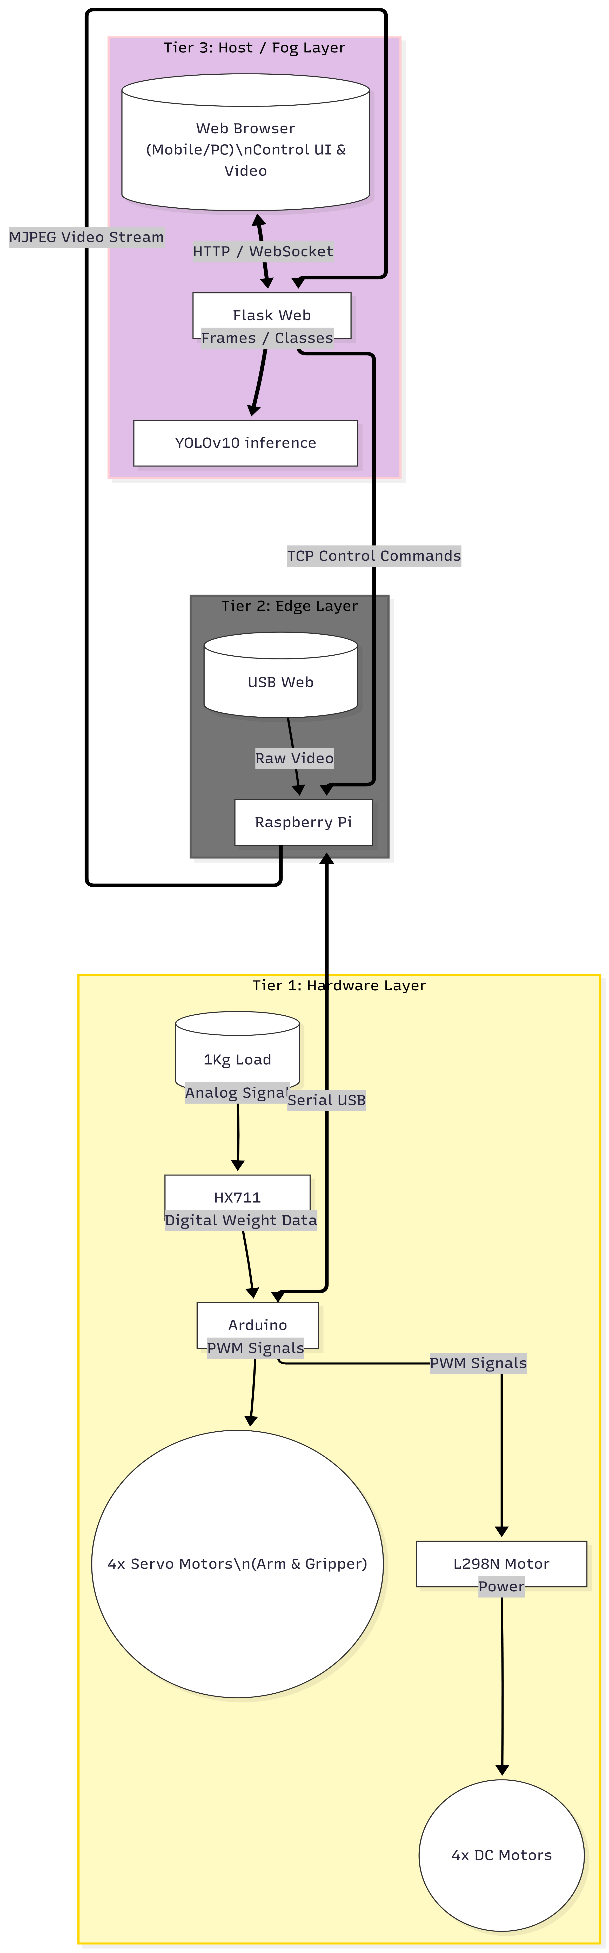 Tier 3: Host / Fog Layer
Web Browser
(Mobile/PC)\nControl UI &
Video
MJPEG Video Stream
HTTP / WebSocket
Flask Web
Frames / Classes
YOLOv10 inference
TCP Control Commands
Tier 2: Edge Layer
USB Web
Raw Video
Raspberry Pi
Tier 1: Hardware Layer
1Kg Load
Analog Signal
Serial USB
HX711
Digital Weight Data
Arduino
PWM Signals
PWM Signals
4x Servo Motors\n(Arm & Gripper)
L298N Motor
Power
4x DC Motors